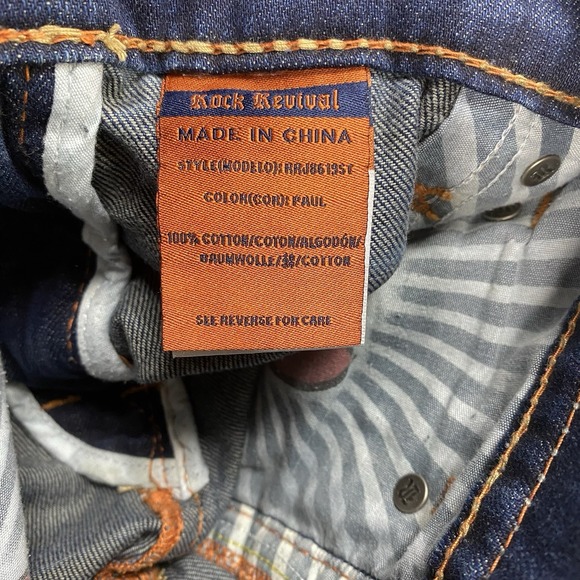 Rock Revival
MADE IN CHINA
STYLE(MODELO): RRJ8619ST
COLOR(COR): PAUL
100% COTTON/COTON/ALGODÓN/
BAUMWOLLE/綿/COTTON
SEE REVERSE FOR CARE